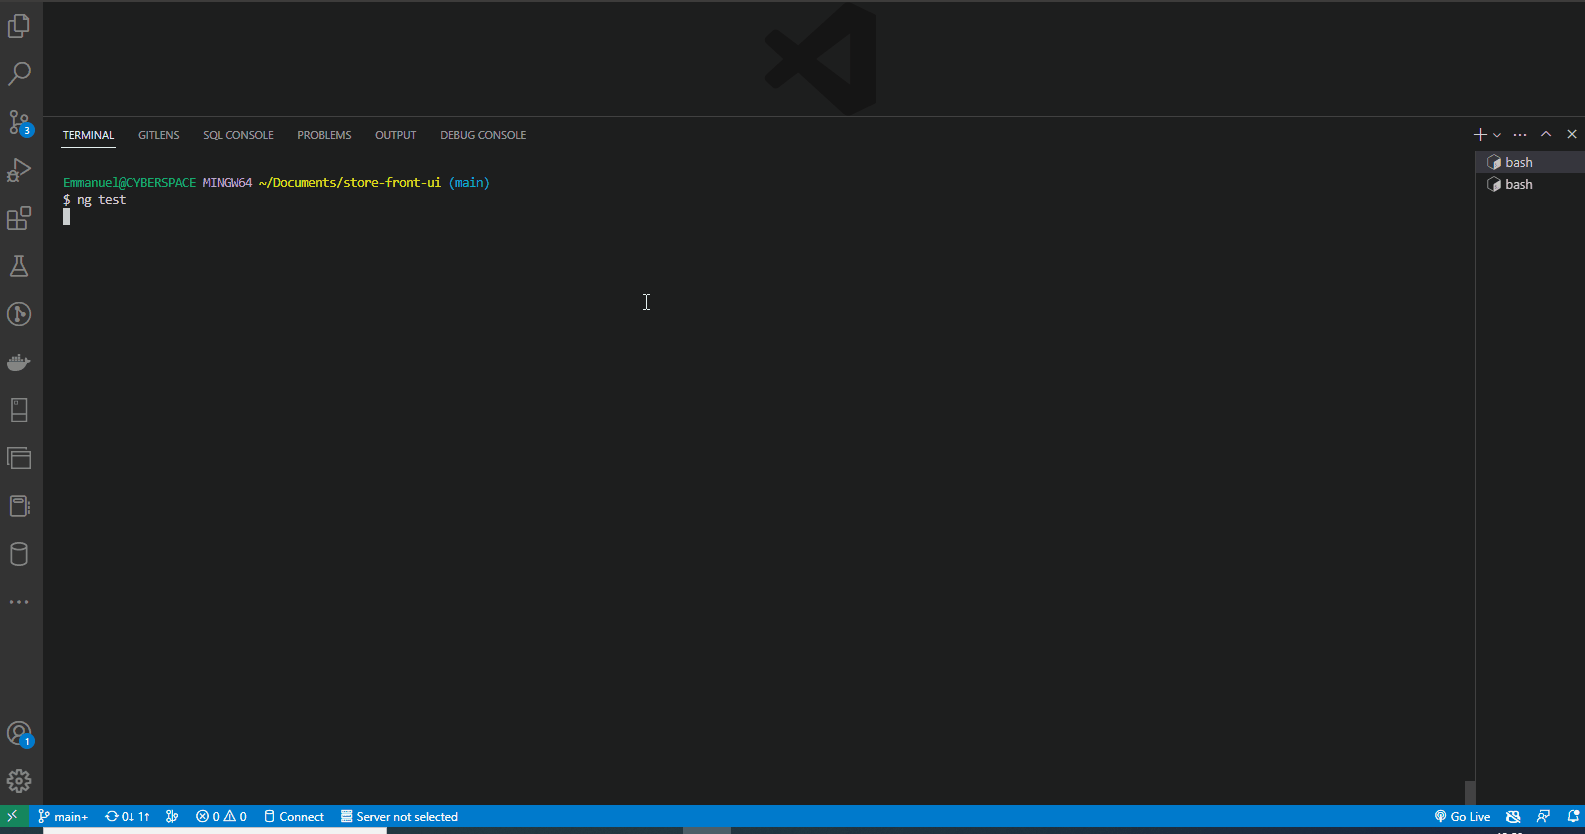 TERMINAL GITLENS SQL CONSOLE PROBLEMS OUTPUT DEBUG CONSOLE
Emmanuel@CYBERSPACE MINGW64 ~/Documents/store-front-ui (main)
$ ng test
bash
bash
3
1
main+ 0↓ 1↑ 0 0 Connect Server not selected Go Live